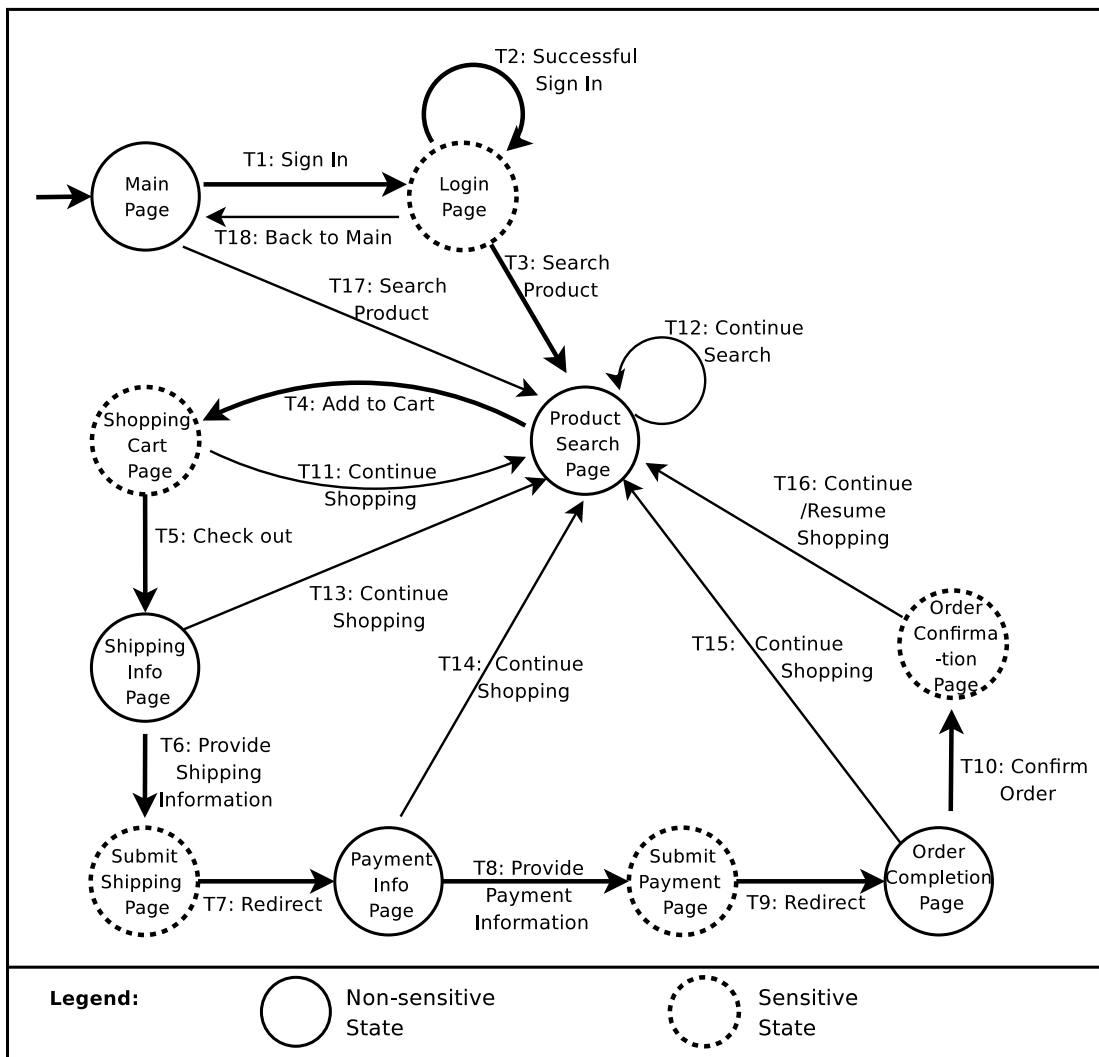 T2: Successful
Sign In
T1: Sign In
Main
Page
Login
Page
T18: Back to Main
T3: Search
Product
T17: Search
Product
T12: Continue
Search
T4: Add to Cart
Shopping
Cart
Page
Product
Search
Page
T11: Continue
Shopping
T16: Continue
/Resume
Shopping
T5: Check out
T13: Continue
Shopping
Order
Confirma
-tion
Page
Shipping
Info
Page
T14: Continue
Shopping
T15: Continue
Shopping
T6: Provide
Shipping
Information
T10: Confirm
Order
Submit
Shipping
Page
T7: Redirect
Payment
Info
Page
T8: Provide
Payment
Information
Submit
Payment
Page
T9: Redirect
Order
Completion
Page
Legend:
Non-sensitive
State
Sensitive
State